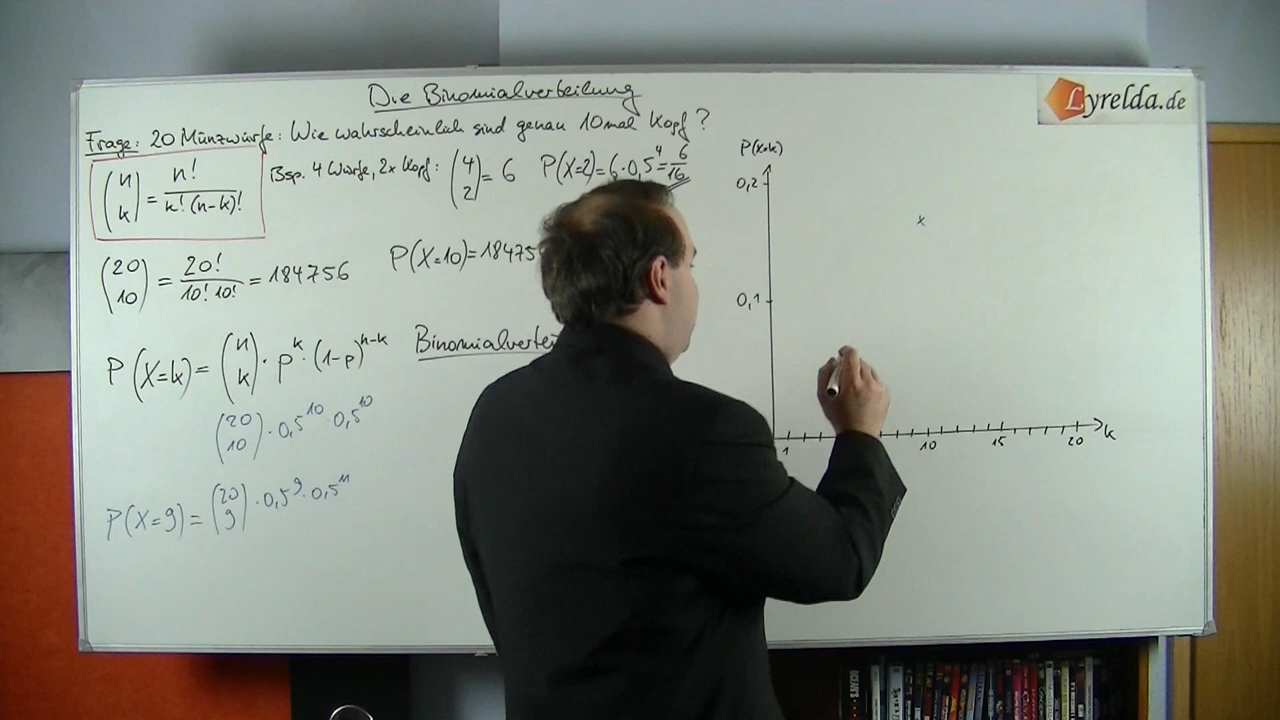 Die Binomialverteilung
Lyrelda.de
Frage: 20 Münzwürfe: Wie wahrscheinlich sind genau 10mal Kopf?
(n k) = n! / k!·(n-k)!
Bsp. 4 Würfe, 2x Kopf: (4 2) = 6 P(X=2)=6·0,5^4=6/16
(20 10) = 20! / 10!·10! = 184756
P(X=10)=184756
P(X=k)= (n k) · p^k · (1-p)^n-k
(20 10) · 0,5^10 · 0,5^10
P(X=9)= (20 9) · 0,5^9 · 0,5^11
P(X=k)
0,2
x
0,1
1 10 15 20 k